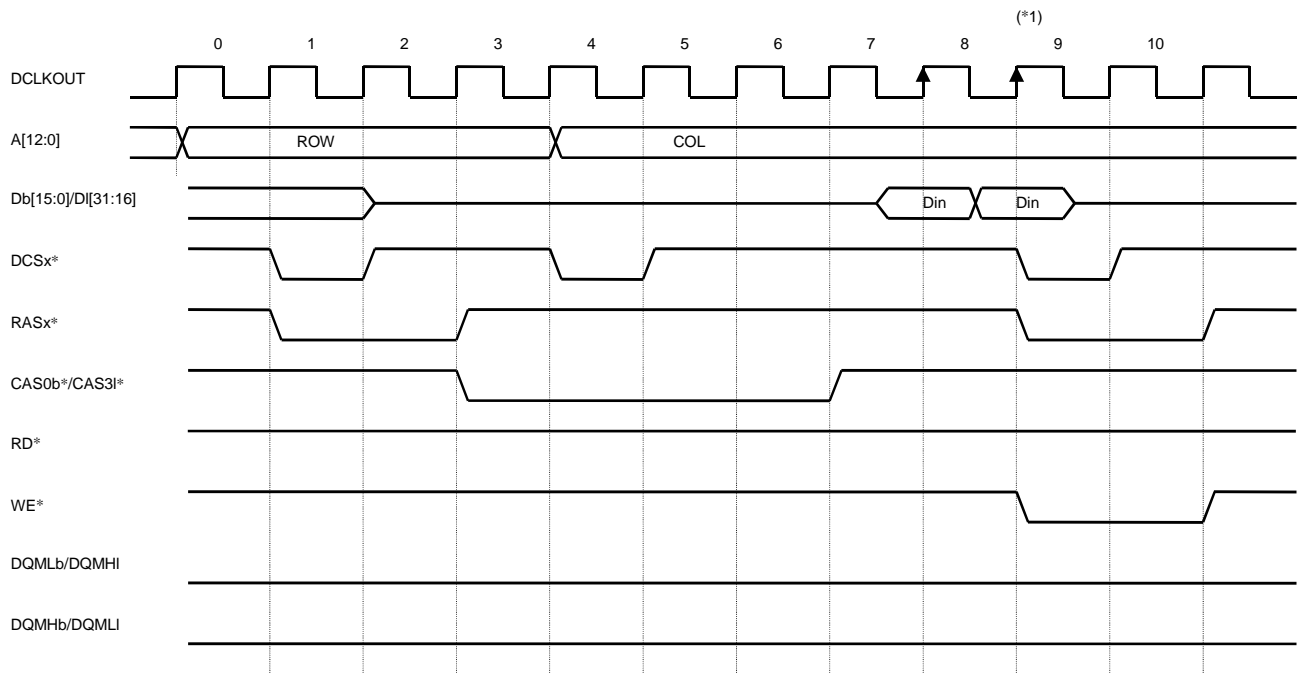 (*1)
0 1 2 3 4 5 6 7 8 9 10
DCLKOUT
A[12:0] ROW COL
Db[15:0]/Dl[31:16] Din Din
DCSx*
RASx*
CAS0b*/CAS3l*
RD*
WE*
DQMLb/DQMHl
DQMHb/DQMLl